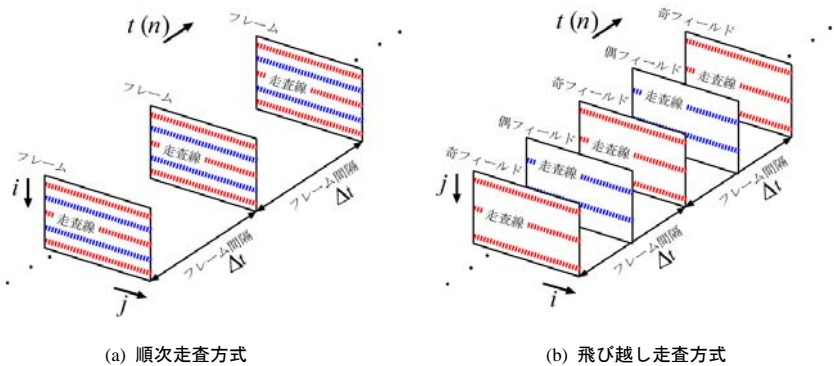 t (n)
フレーム
フレーム
フレーム
走査線
走査線
走査線
i
j
フレーム間隔
Δt
フレーム間隔
Δt
(a) 順次走査方式
t (n)
奇フィールド
偶フィールド
奇フィールド
偶フィールド
奇フィールド
走査線
走査線
走査線
走査線
走査線
j
i
フレーム間隔
Δt
フレーム間隔
Δt
(b) 飛び越し走査方式